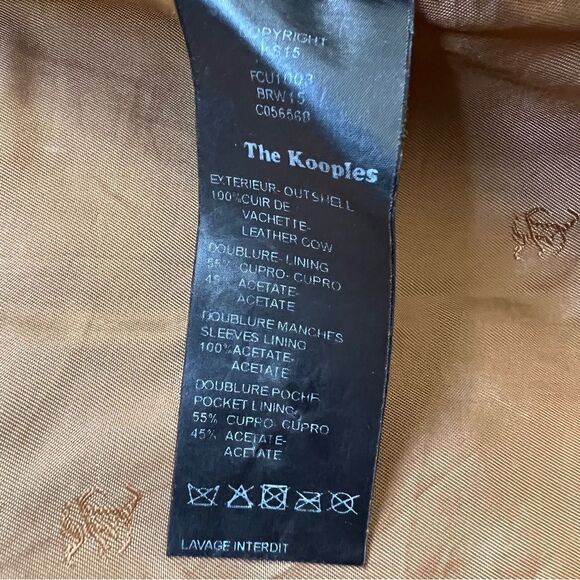 COPYRIGHT
KS15
FCU1003
BRW15
C056560
The Kooples
EXTERIEUR-OUTSHELL
100%CUIR DE
VACHETTE-
LEATHER COW
DOUBLURE-LINING
55% CUPRO-CUPRO
45% ACETATE-
ACETATE
DOUBLURE MANCHES
SLEEVES LINING
100%ACETATE-
ACETATE
DOUBLURE POCHE
POCKET LINING
55% CUPRO-CUPRO
45% ACETATE-
ACETATE
LAVAGE INTERDIT